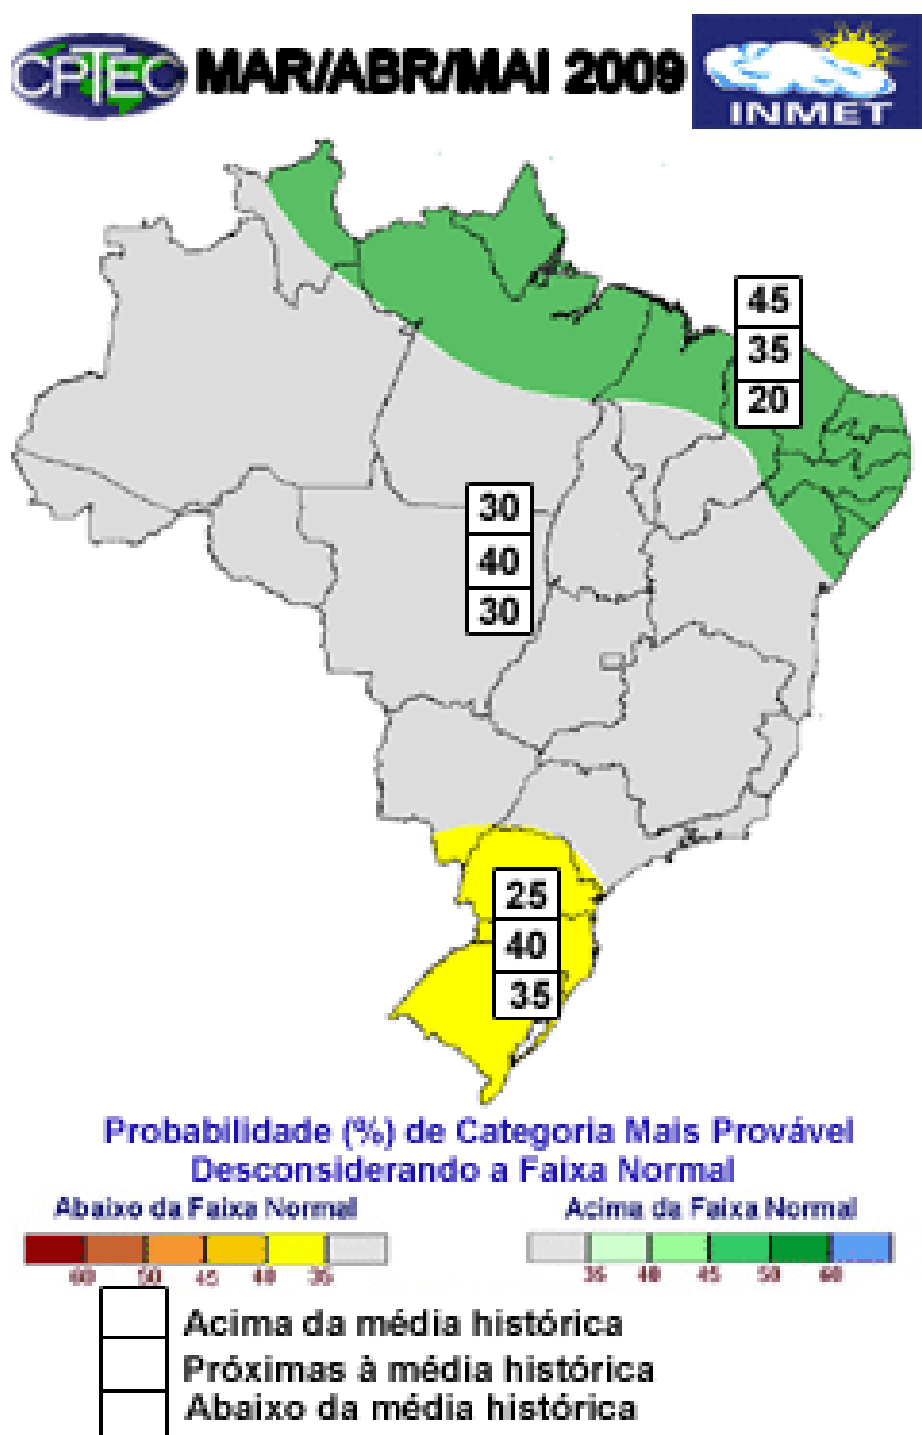 CPTEC MAR/ABR/MAI 2009
INMET
45
35
20
30
40
30
25
40
35
Probabilidade (%) de Categoria Mais Provável
Desconsiderando a Faixa Normal
Abaixo da Faixa Normal Acima da Faixa Normal
60 50 45 40 35 35 40 45 50 60
Acima da média histórica
Próximas à média histórica
Abaixo da média histórica